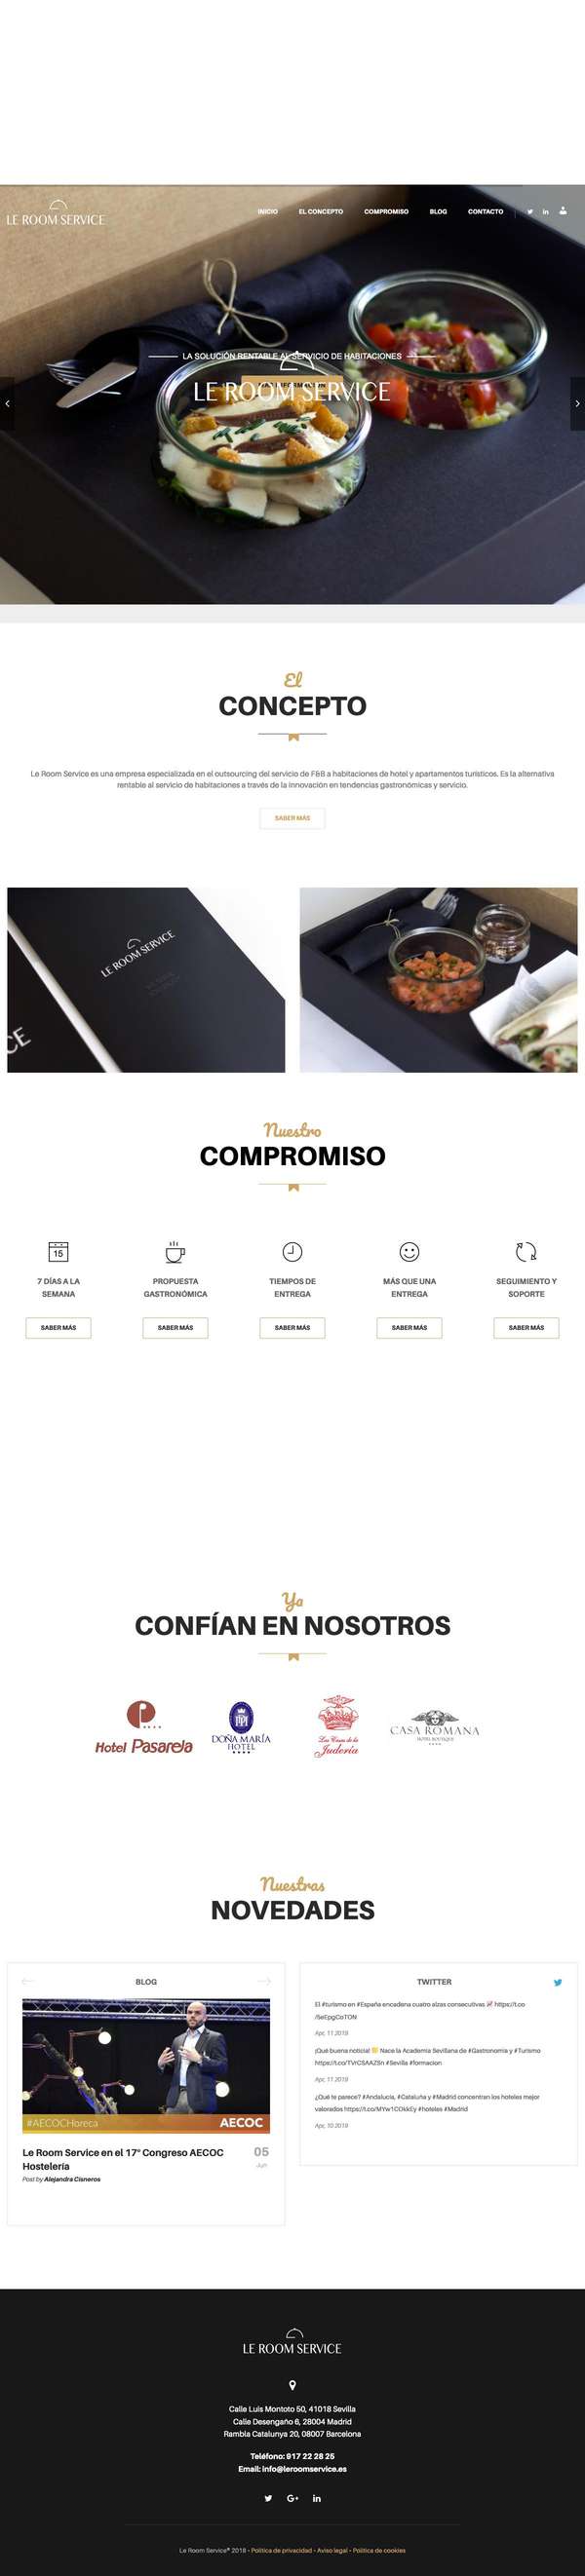 LE ROOM SERVICE
INICIO EL CONCEPTO COMPROMISO BLOG CONTACTO
LA SOLUCIÓN RENTABLE AL SERVICIO DE HABITACIONES
LE ROOM SERVICE
El
CONCEPTO
Le Room Service es una empresa especializada en el outsourcing del servicio de F&B a habitaciones de hotel y apartamentos turísticos. Es la alternativa
rentable al servicio de habitaciones a través de la innovación en tendencias gastronómicas y servicio.
SABER MÁS
LE ROOM SERVICE
CE
Nuestro
COMPROMISO
15
7 DÍAS A LA
SEMANA
SABER MÁS
PROPUESTA
GASTRONÓMICA
SABER MÁS
TIEMPOS DE
ENTREGA
SABER MÁS
MÁS QUE UNA
ENTREGA
SABER MÁS
SEGUIMIENTO Y
SOPORTE
SABER MÁS
Ya
CONFÍAN EN NOSOTROS
Hotel Pasarela
DOÑA MARÍA
HOTEL
Las Casas de la
Judería
CASA ROMANA
HOTEL BOUTIQUE
Nuestras
NOVEDADES
BLOG
#AECOCHoreca
AECOC
Le Room Service en el 17º Congreso AECOC
Hostelería
Post by Alejandra Cisneros
05
TWITTER
El #turismo en #España encadena cuatro alzas consecutivas https://t.co
/SeEpgCoTON
Apr, 11 2019
¡Qué buena noticia! Nace la Academia Sevillana de #Gastronomia y #Turismo
https://t.co/TVrCSAAZSn #Sevilla #formacion
Apr, 11 2019
¿Qué te parece? #Andalucía, #Cataluña y #Madrid concentran los hoteles mejor
valorados https://t.co/MYw1COkkEy #hoteles #Madrid
Apr, 10 2019
LE ROOM SERVICE
Calle Luis Montoto 50, 41018 Sevilla
Calle Desengaño 6, 28004 Madrid
Rambla Catalunya 20, 08007 Barcelona
Teléfono: 917 22 28 25
Email: info@leroomservice.es
Le Room Service® 2018 - Política de privacidad - Aviso legal - Política de cookies